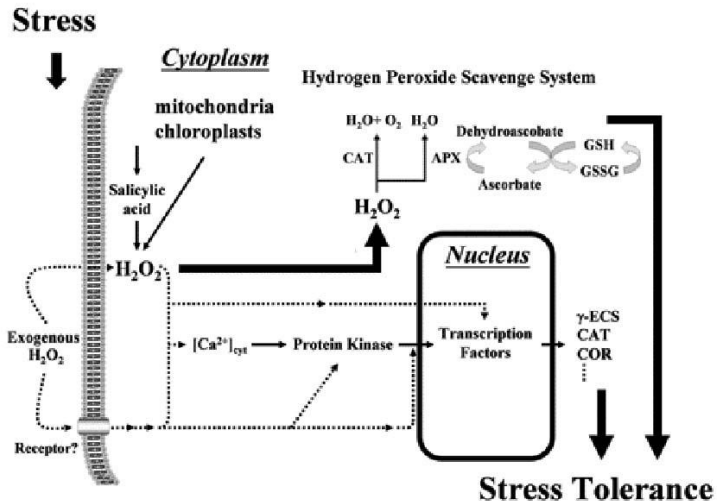 Stress
Cytoplasm
Hydrogen Peroxide Scavenge System
mitochondria
chloroplasts
H₂O+ O₂ H₂O
CAT
APX
Dehydroascobate
GSH
GSSG
Ascorbate
Salicylic
acid
H₂O₂
H₂O₂
Nucleus
Exogenous
H₂O₂
[Ca²⁺]cyt
Protein Kinase
Transcription
Factors
γ-ECS
CAT
COR
Receptor?
Stress Tolerance